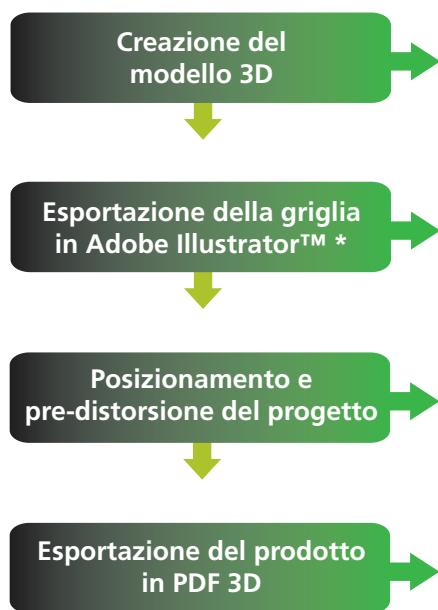 Creazione del
modello 3D
Esportazione della griglia
in Adobe Illustrator™ *
Posizionamento e
pre-distorsione del progetto
Esportazione del prodotto
in PDF 3D